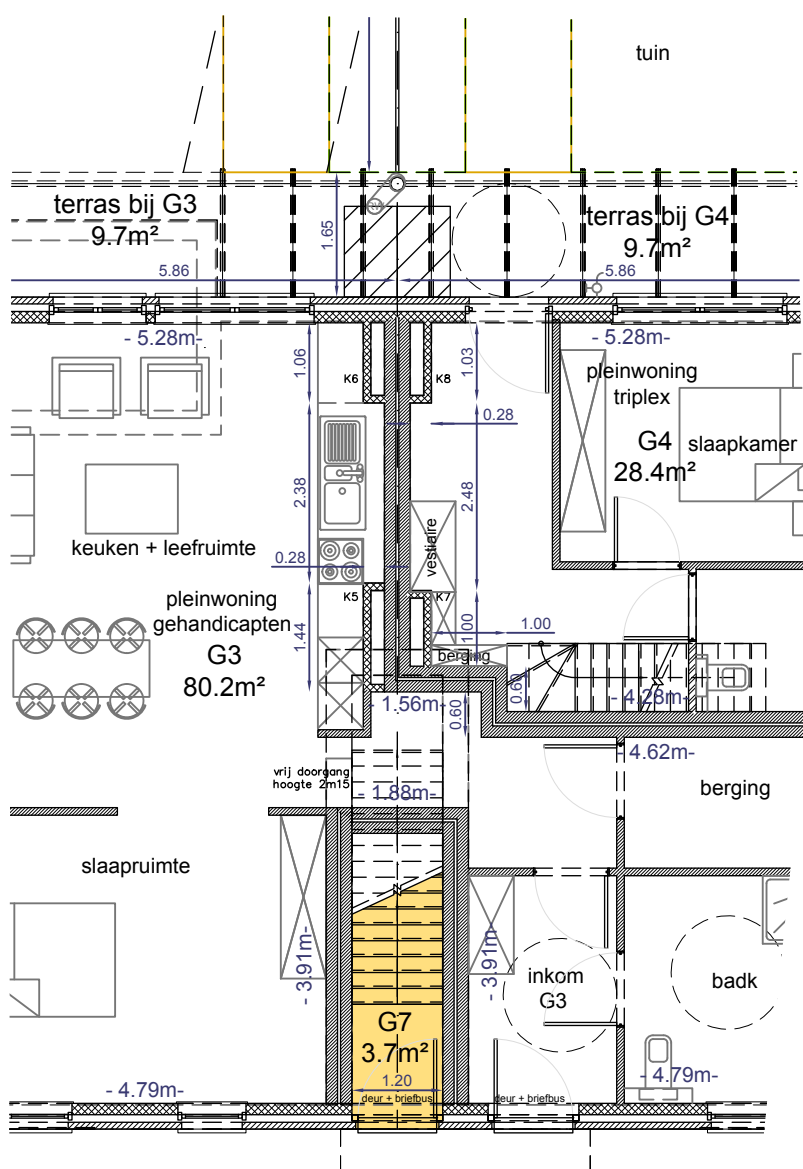 tuin
terras bij G3
9.7m²
terras bij G4
9.7m²
1.65
5.86
5.86
- 5.28m-
- 5.28m-
1.06
K6
K8
1.03
pleinwoning
triplex
G4
28.4m²
slaapkamer
0.28
2.38
2.48
vestiaire
keuken + leefruimte
0.28
K5
K7
pleinwoning
gehandicapten
G3
80.2m²
1.44
1.00
1.00
berging
0.60
- 4.28m-
- 1.56m-
0.60
- 4.62m-
vrij doorgang
hoogte 2m15
- 1.88m-
berging
slaapruimte
- 3.91m-
- 3.91m-
inkom
G3
badk
G7
3.7m²
1.20
- 4.79m-
- 4.79m-
deur + briefbus
deur + briefbus